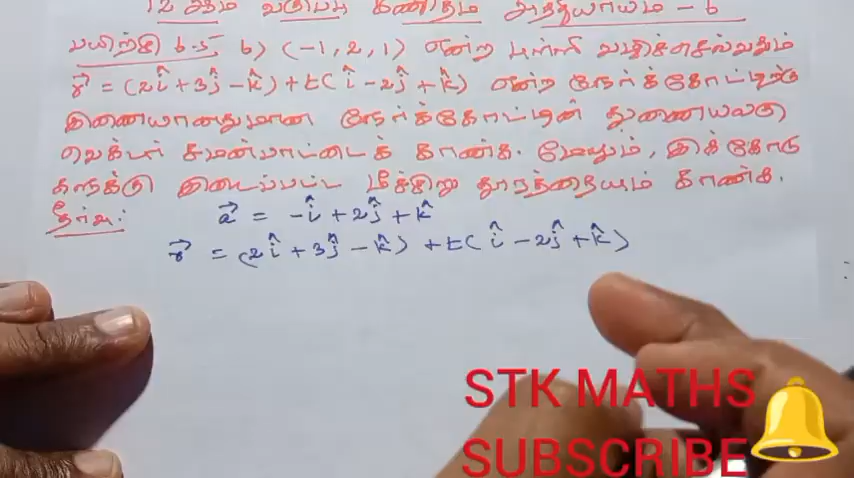 12 ஆம் வகுப்பு கணிதம் அத்தியாயம் - 6
பயிற்சி 6.5, 6) (-1, 2, 1) என்ற புள்ளி வழிச்செல்வதும்
r⃗ = (2î + 3ĵ - k̂) + t(î - 2ĵ + k̂) என்ற நேர்க்கோட்டிற்கு
இணையானதுமான நேர்க்கோட்டின் துணையலகு
வெக்டர் சமன்பாட்டைக் காண்க. மேலும், இக்கோடு
களுக்கு இடைப்பட்ட மீச்சிறு தூரத்தையும் காண்க.
தீர்வு: a⃗ = -î + 2ĵ + k̂
r⃗ = (2î + 3ĵ - k̂) + t(î - 2ĵ + k̂)
STK MATHS
SUBSCRIBE